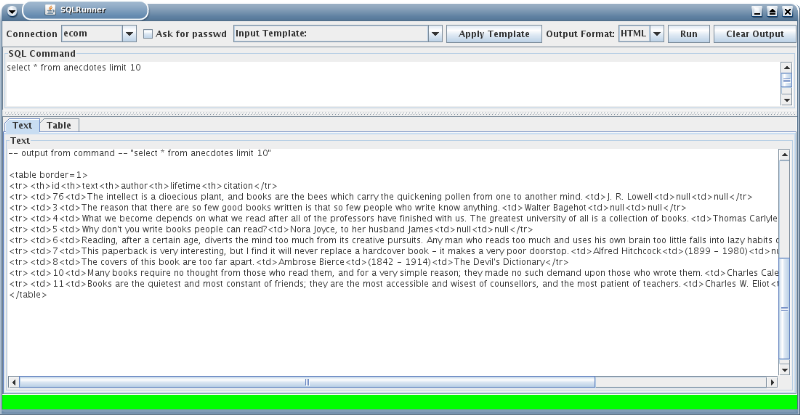 SQLRunner
Connection ecom Ask for passwd Input Template: Apply Template Output Format: HTML Run Clear Output
SQL Command
select * from anecdotes limit 10
Text Table
Text
-- output from command -- "select * from anecdotes limit 10"
<table border=1>
<tr> <th>id<th>text<th>author<th>lifetime<th>citation</tr>
<tr> <td>76<td>The intellect is a dioecious plant, and books are the bees which carry the quickening pollen from one to another mind. <td>J. R. Lowell<td>null<td>null</tr>
<tr> <td>3<td>The reason that there are so few good books written is that so few people who write know anything. <td>Walter Bagehot<td>null<td>null</tr>
<tr> <td>4<td>What we become depends on what we read after all of the professors have finished with us. The greatest university of all is a collection of books. <td>Thomas Carlyle
<tr> <td>5<td>Why don't you write books people can read?<td>Nora Joyce, to her husband James<td>null<td>null</tr>
<tr> <td>6<td>Reading, after a certain age, diverts the mind too much from its creative pursuits. Any man who reads too much and uses his own brain too little falls into lazy habits
<tr> <td>7<td>This paperback is very interesting, but I find it will never replace a hardcover book - it makes a very poor doorstop. <td>Alfred Hitchcock<td>(1899 - 1980)<td>
<tr> <td>8<td>The covers of this book are too far apart.<td>Ambrose Bierce<td>(1842 - 1914)<td>The Devil's Dictionary</tr>
<tr> <td>10<td>Many books require no thought from those who read them, and for a very simple reason; they made no such demand upon those who wrote them. <td>Charles Cale
<tr> <td>11<td>Books are the quietest and most constant of friends; they are the most accessible and wisest of counsellors, and the most patient of teachers. <td>Charles W. Eliot
</table>